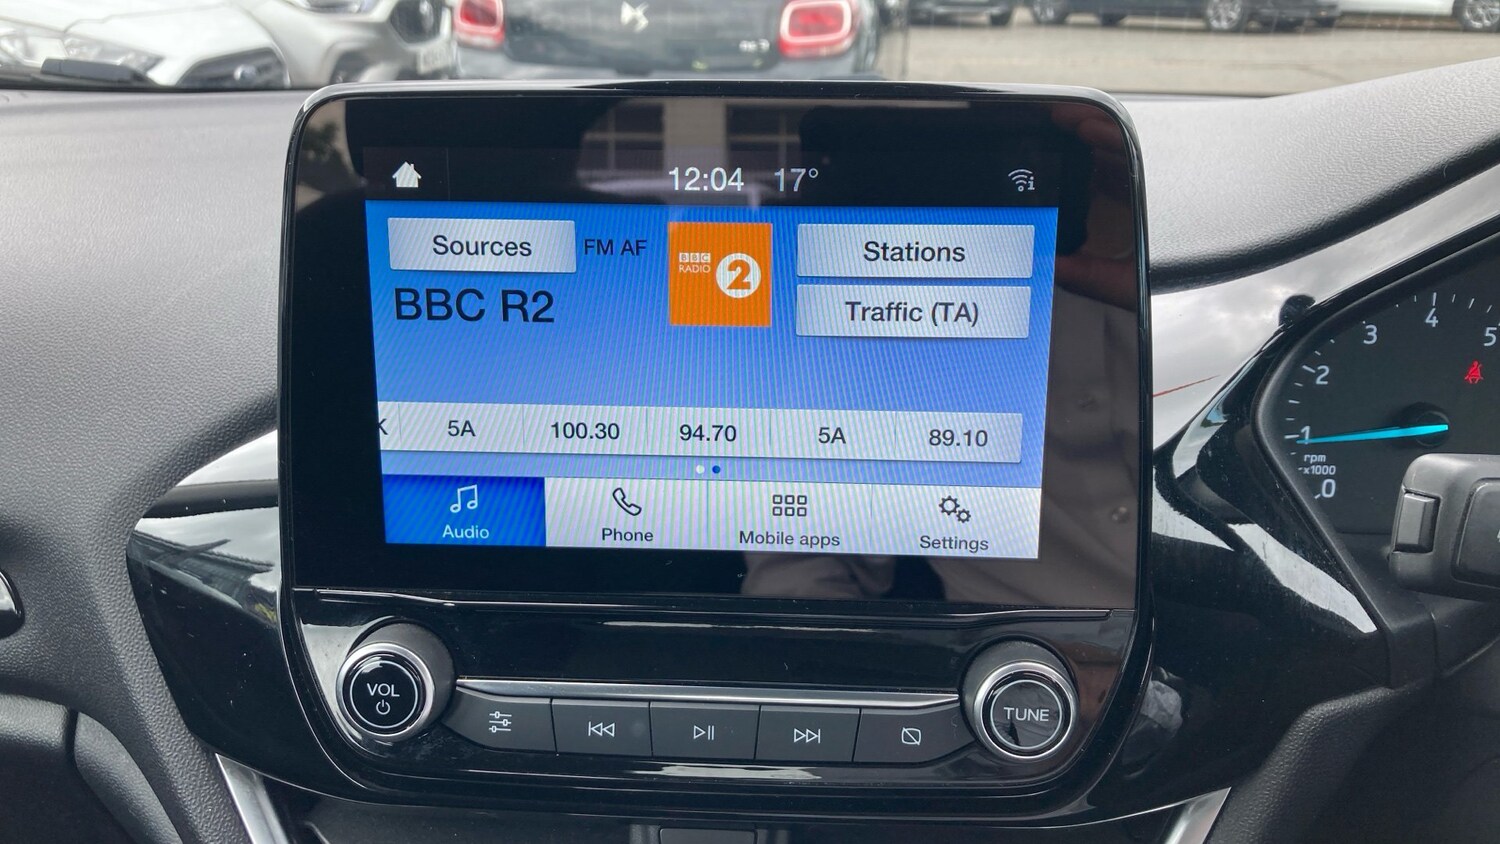 12:04 17°
Sources FM AF
BBC
RADIO 2
Stations
BBC R2
Traffic (TA)
5A 100.30 94.70 5A 89.10
Audio
Phone
Mobile apps
Settings
VOL
TUNE
5
4
3
2
1
rpm
x1000
0